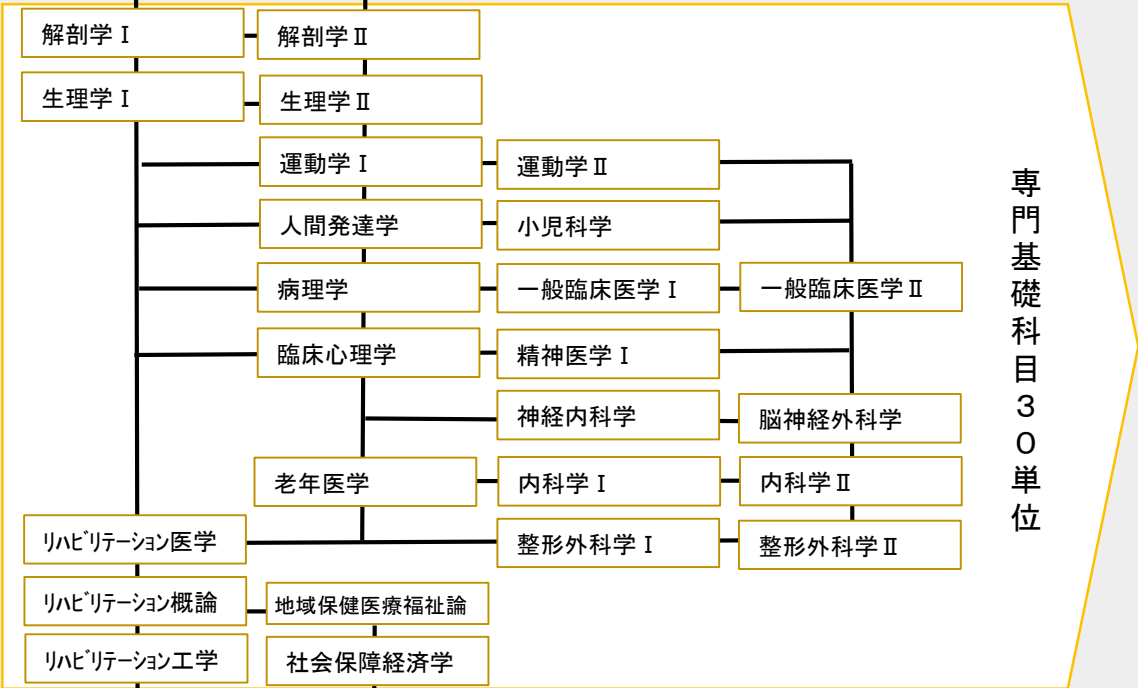 解剖学Ⅰ
解剖学Ⅱ
生理学Ⅰ
生理学Ⅱ
運動学Ⅰ
運動学Ⅱ
人間発達学
小児科学
病理学
一般臨床医学Ⅰ
一般臨床医学Ⅱ
臨床心理学
精神医学Ⅰ
神経内科学
脳神経外科学
老年医学
内科学Ⅰ
内科学Ⅱ
ﾘﾊﾋﾞﾘﾃｰｼｮﾝ医学
整形外科学Ⅰ
整形外科学Ⅱ
ﾘﾊﾋﾞﾘﾃｰｼｮﾝ概論
地域保健医療福祉論
ﾘﾊﾋﾞﾘﾃｰｼｮﾝ工学
社会保障経済学
専門基礎科目３０単位